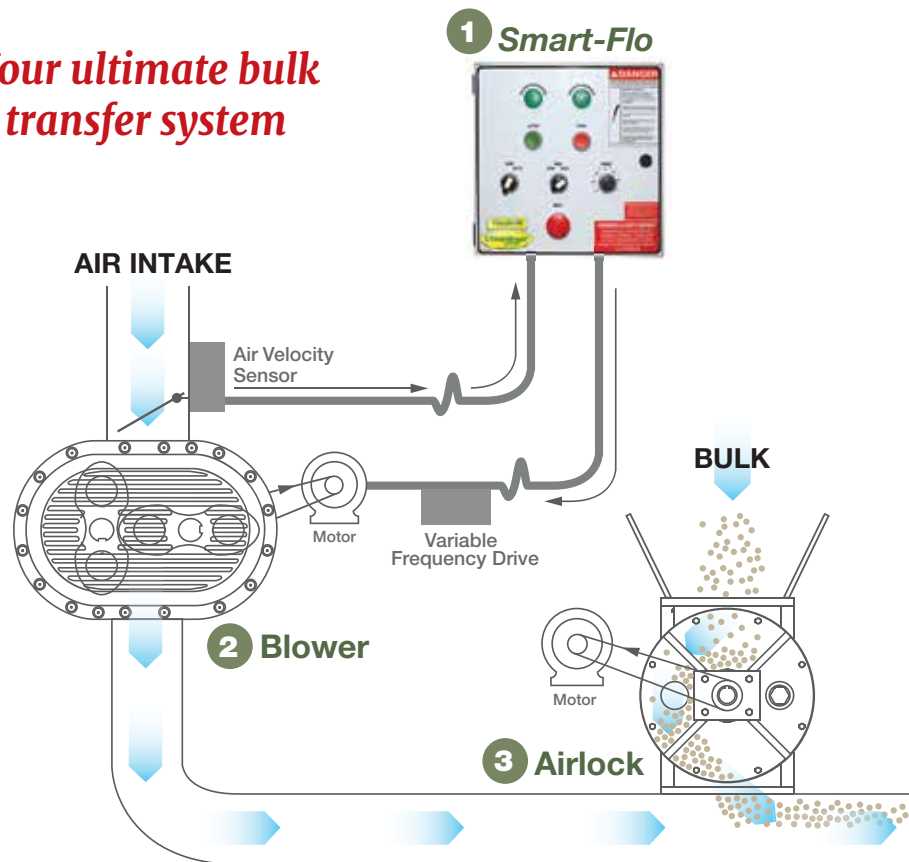 our ultimate bulk
transfer system
1 Smart-Flo
DANGER
AIR INTAKE
Air Velocity
Sensor
Motor
Variable
Frequency Drive
BULK
2 Blower
Motor
3 Airlock